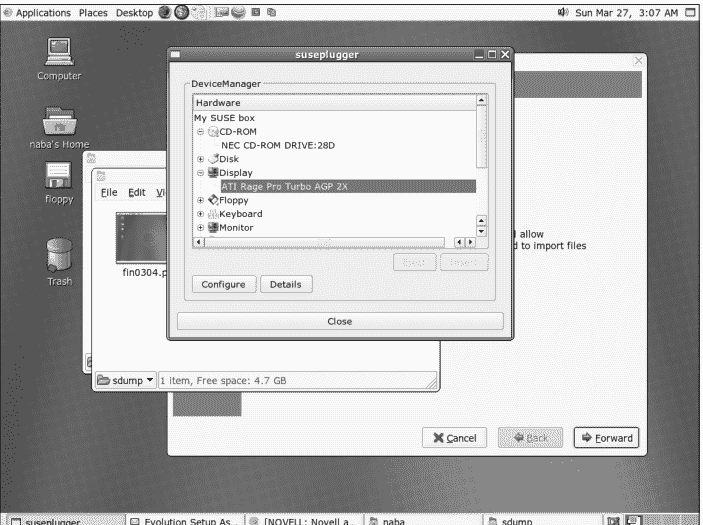 Applications Places Desktop
Sun Mar 27, 3:07 AM
Computer
naba's Home
floppy
Trash
suseplugger
DeviceManager
Hardware
My SUSE box
CD-ROM
NEC CD-ROM DRIVE:28D
Disk
Display
ATI Rage Pro Turbo AGP 2X
Floppy
Keyboard
Monitor
Eject
Configure Details
Close
File Edit Vi
fin0304.p
sdump
1 item, Free space: 4.7 GB
allow
d to import files
Cancel Back Forward
suseplugger
Evolution Setup As...
[NOVELL: Novell a...
naba
sdump